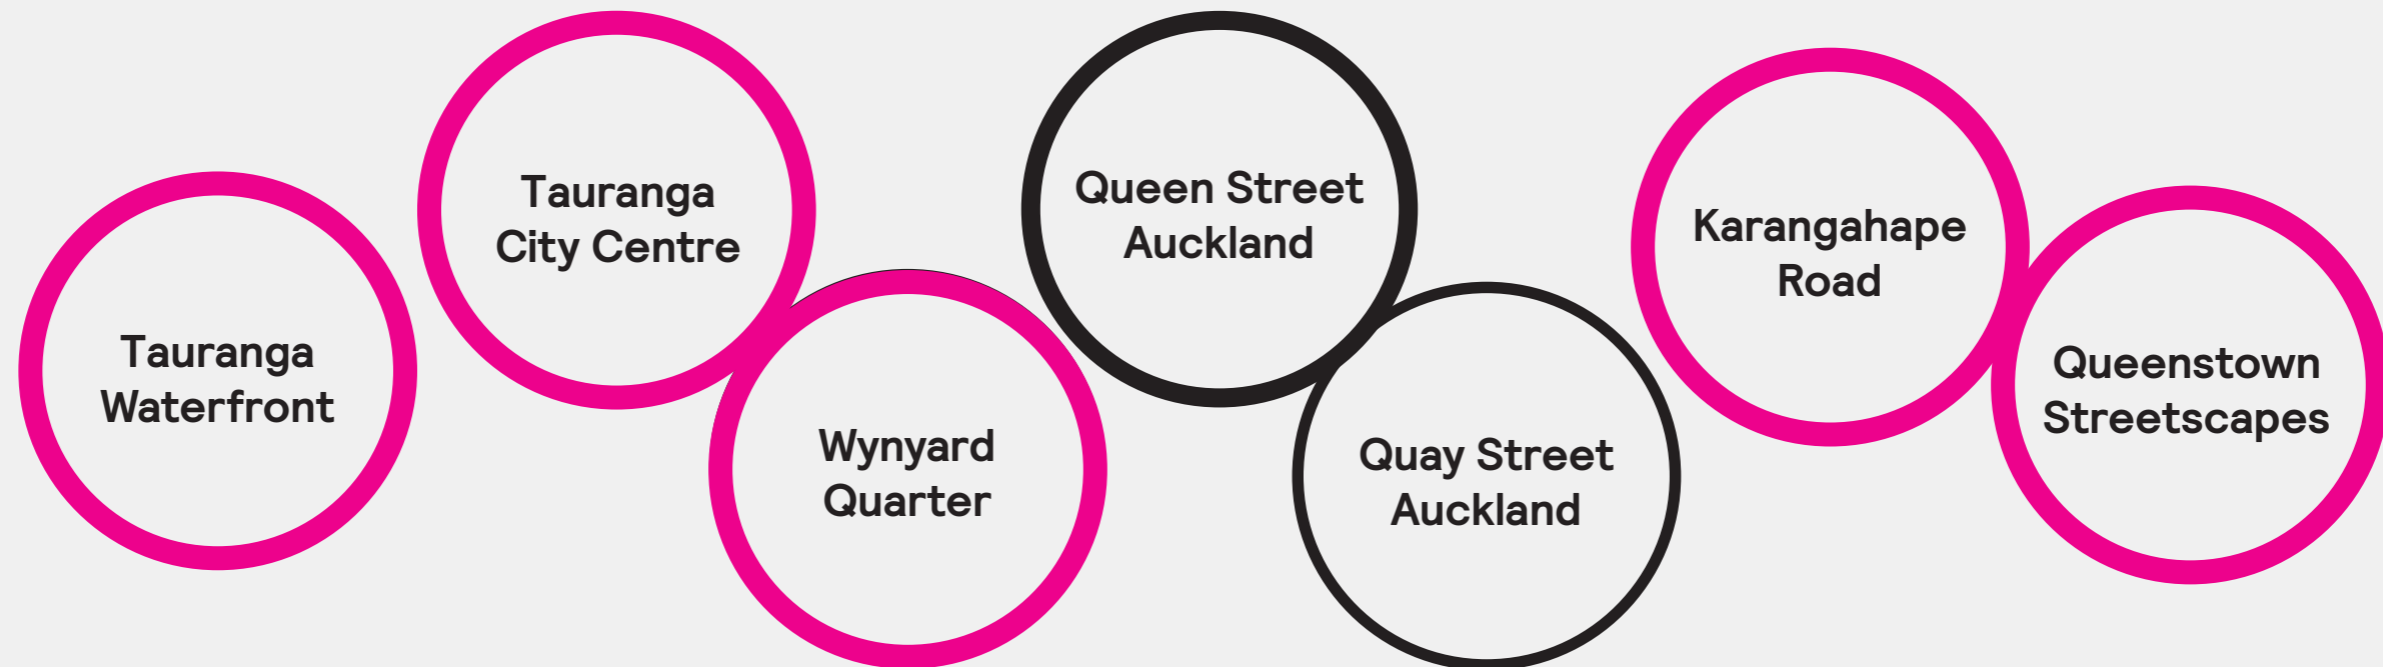 Tauranga
Waterfront
Tauranga
City Centre
Wynyard
Quarter
Queen Street
Auckland
Quay Street
Auckland
Karangahape
Road
Queenstown
Streetscapes